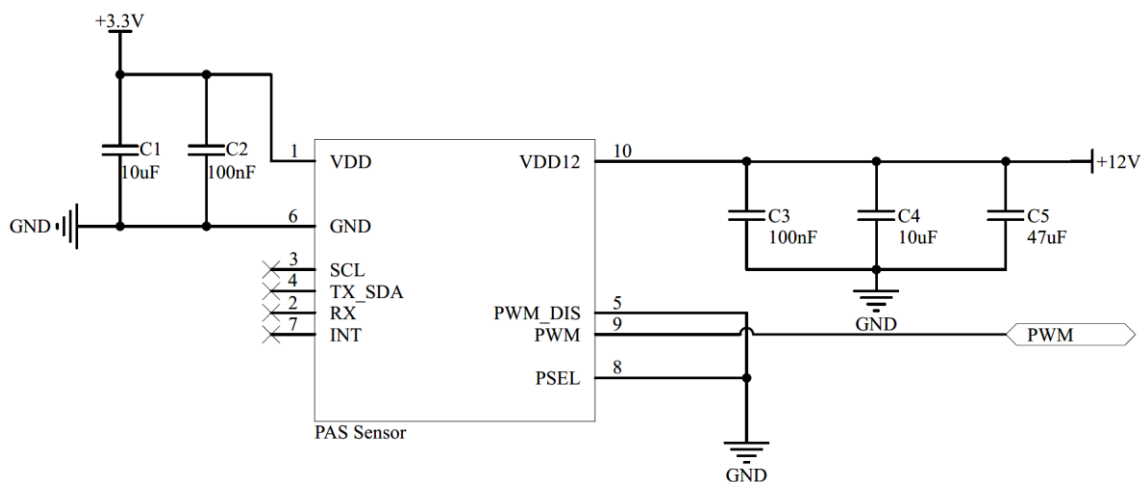 +3.3V
C1
10uF
C2
100nF
GND
1
VDD
6
GND
3
SCL
4
TX_SDA
2
RX
7
INT
VDD12
10
PWM_DIS
5
PWM
9
PSEL
8
PAS Sensor
+12V
C3
100nF
C4
10uF
C5
47uF
GND
PWM
GND